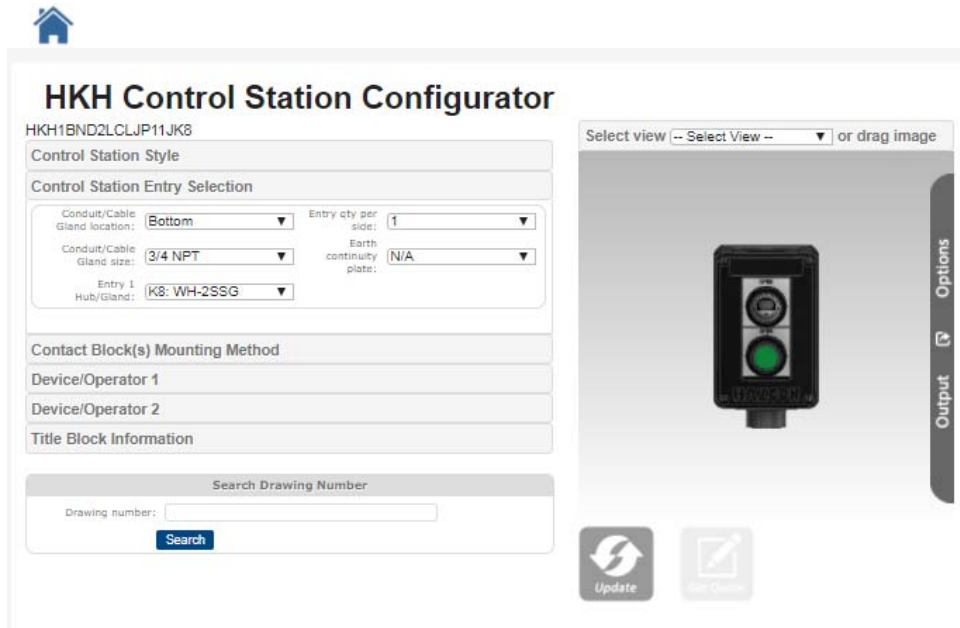 HKH Control Station Configurator
HKH1BND2LCLJP11JK8
Control Station Style
Control Station Entry Selection
Conduit/Cable Gland location: Bottom
Entry qty per side: 1
Conduit/Cable Gland size: 3/4 NPT
Earth continuity plate: N/A
Entry 1 Hub/Gland: K8: WH-2SSG
Contact Block(s) Mounting Method
Device/Operator 1
Device/Operator 2
Title Block Information
Search Drawing Number
Drawing number:
Search
Select view -- Select View -- or drag image
Options
Output
Update
Get Quote